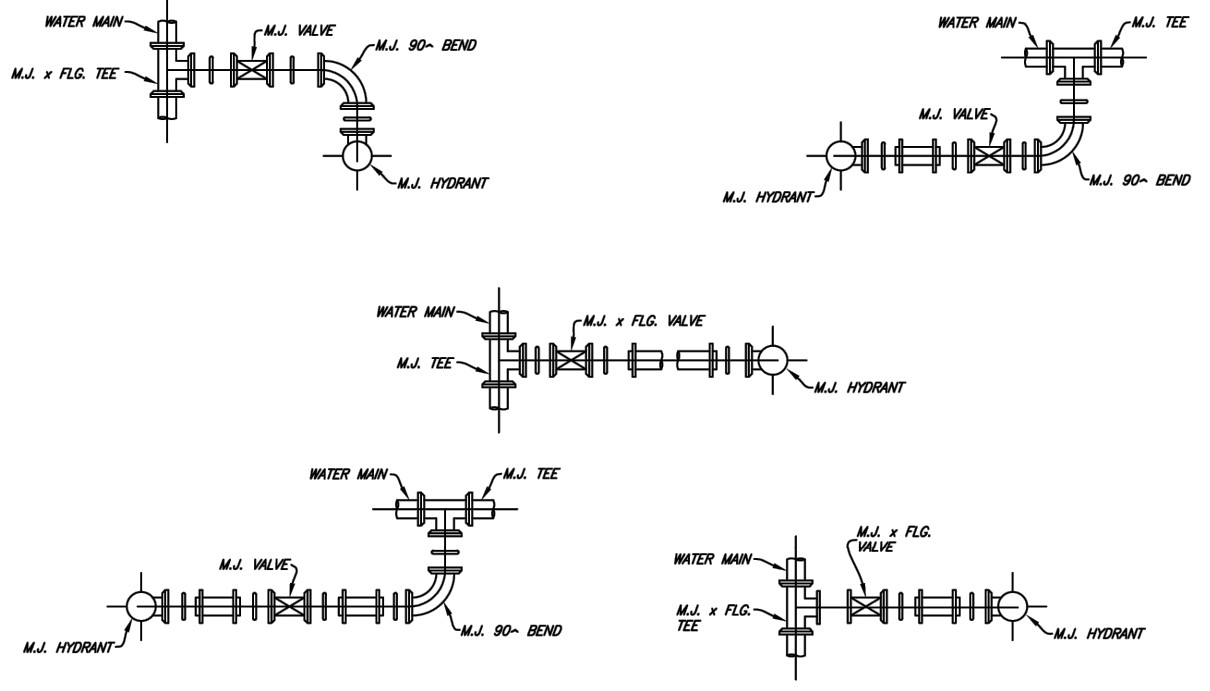 WATER MAIN
M.J. VALVE
M.J. 90~ BEND
M.J. x FLG. TEE
M.J. HYDRANT
WATER MAIN
M.J. TEE
M.J. VALVE
M.J. HYDRANT
M.J. 90~ BEND
WATER MAIN
M.J. x FLG. VALVE
M.J. TEE
M.J. HYDRANT
WATER MAIN
M.J. TEE
M.J. VALVE
M.J. HYDRANT
M.J. 90~ BEND
M.J. x FLG.
VALVE
WATER MAIN
M.J. x FLG.
TEE
M.J. HYDRANT